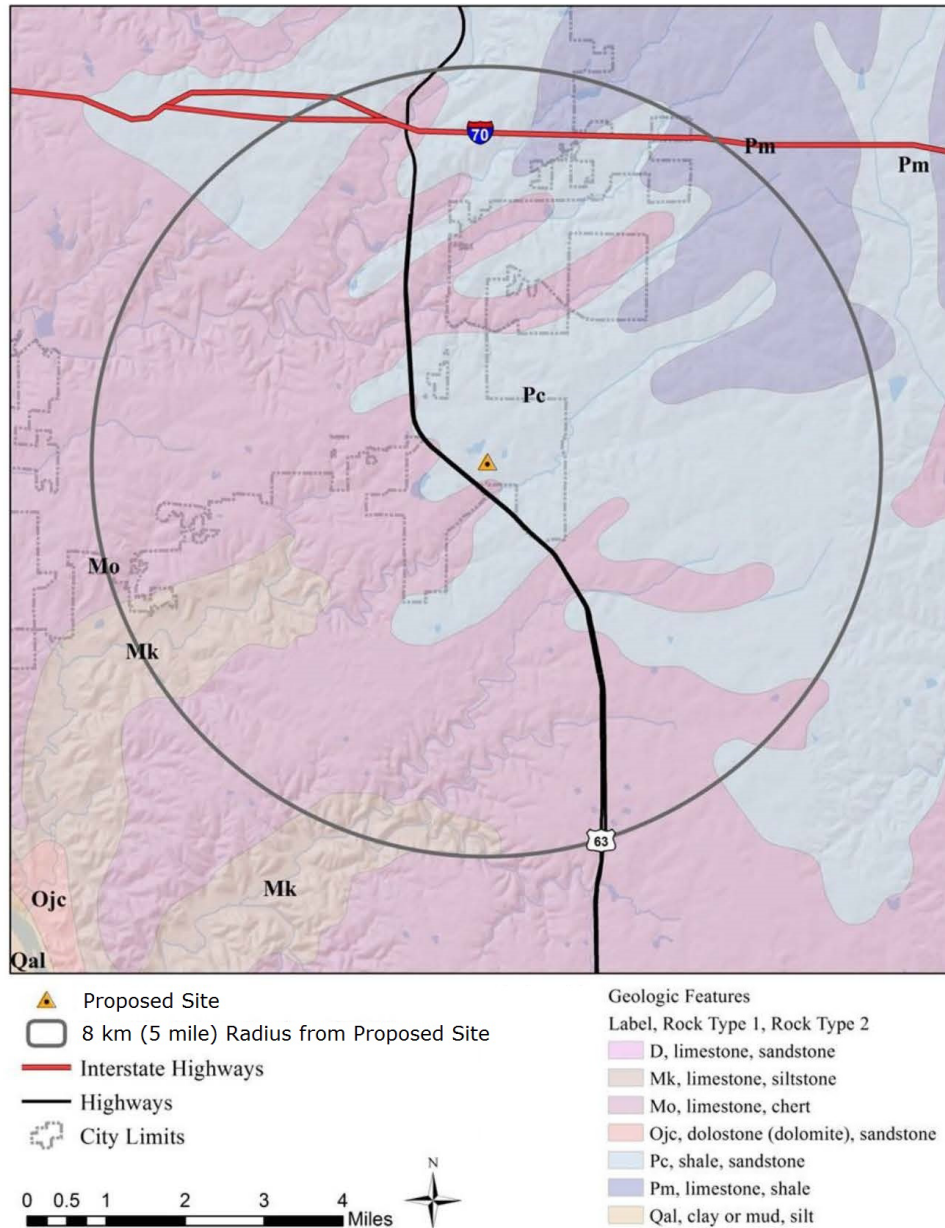 70
Pm
Pm
Pc
Mo
Mk
63
Mk
Ojc
Qal
Proposed Site
8 km (5 mile) Radius from Proposed Site
Interstate Highways
Highways
City Limits
0 0.5 1 2 3 4
Miles
N
Geologic Features
Label, Rock Type 1, Rock Type 2
D, limestone, sandstone
Mk, limestone, siltstone
Mo, limestone, chert
Ojc, dolostone (dolomite), sandstone
Pc, shale, sandstone
Pm, limestone, shale
Qal, clay or mud, silt